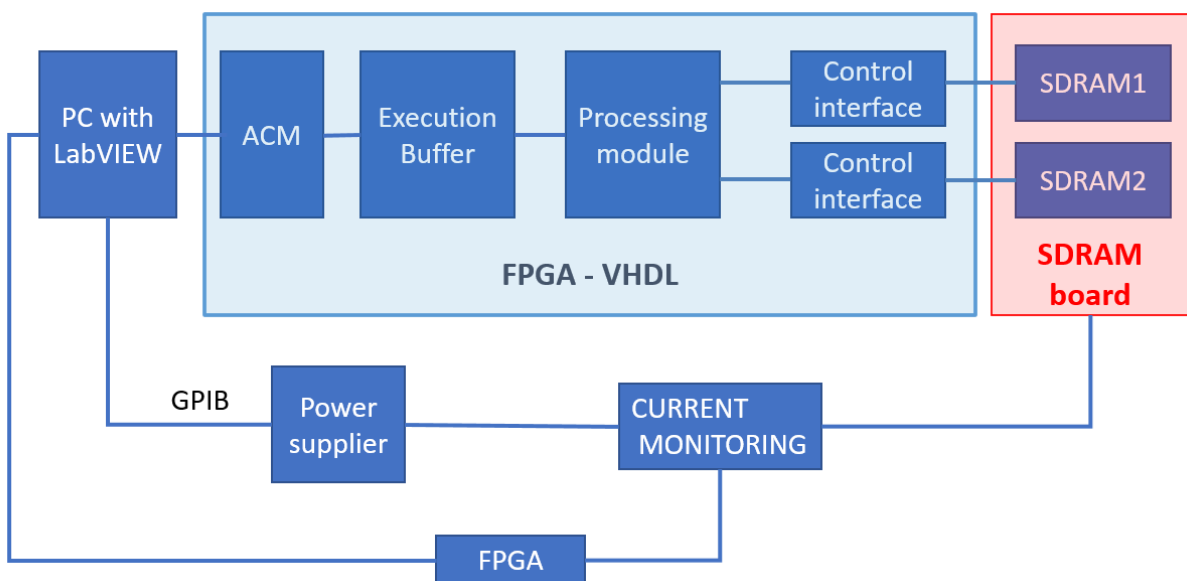 PC with
LabVIEW
ACM
Execution
Buffer
Processing
module
Control
interface
Control
interface
SDRAM1
SDRAM2
FPGA - VHDL
SDRAM
board
GPIB
Power
supplier
CURRENT
MONITORING
FPGA